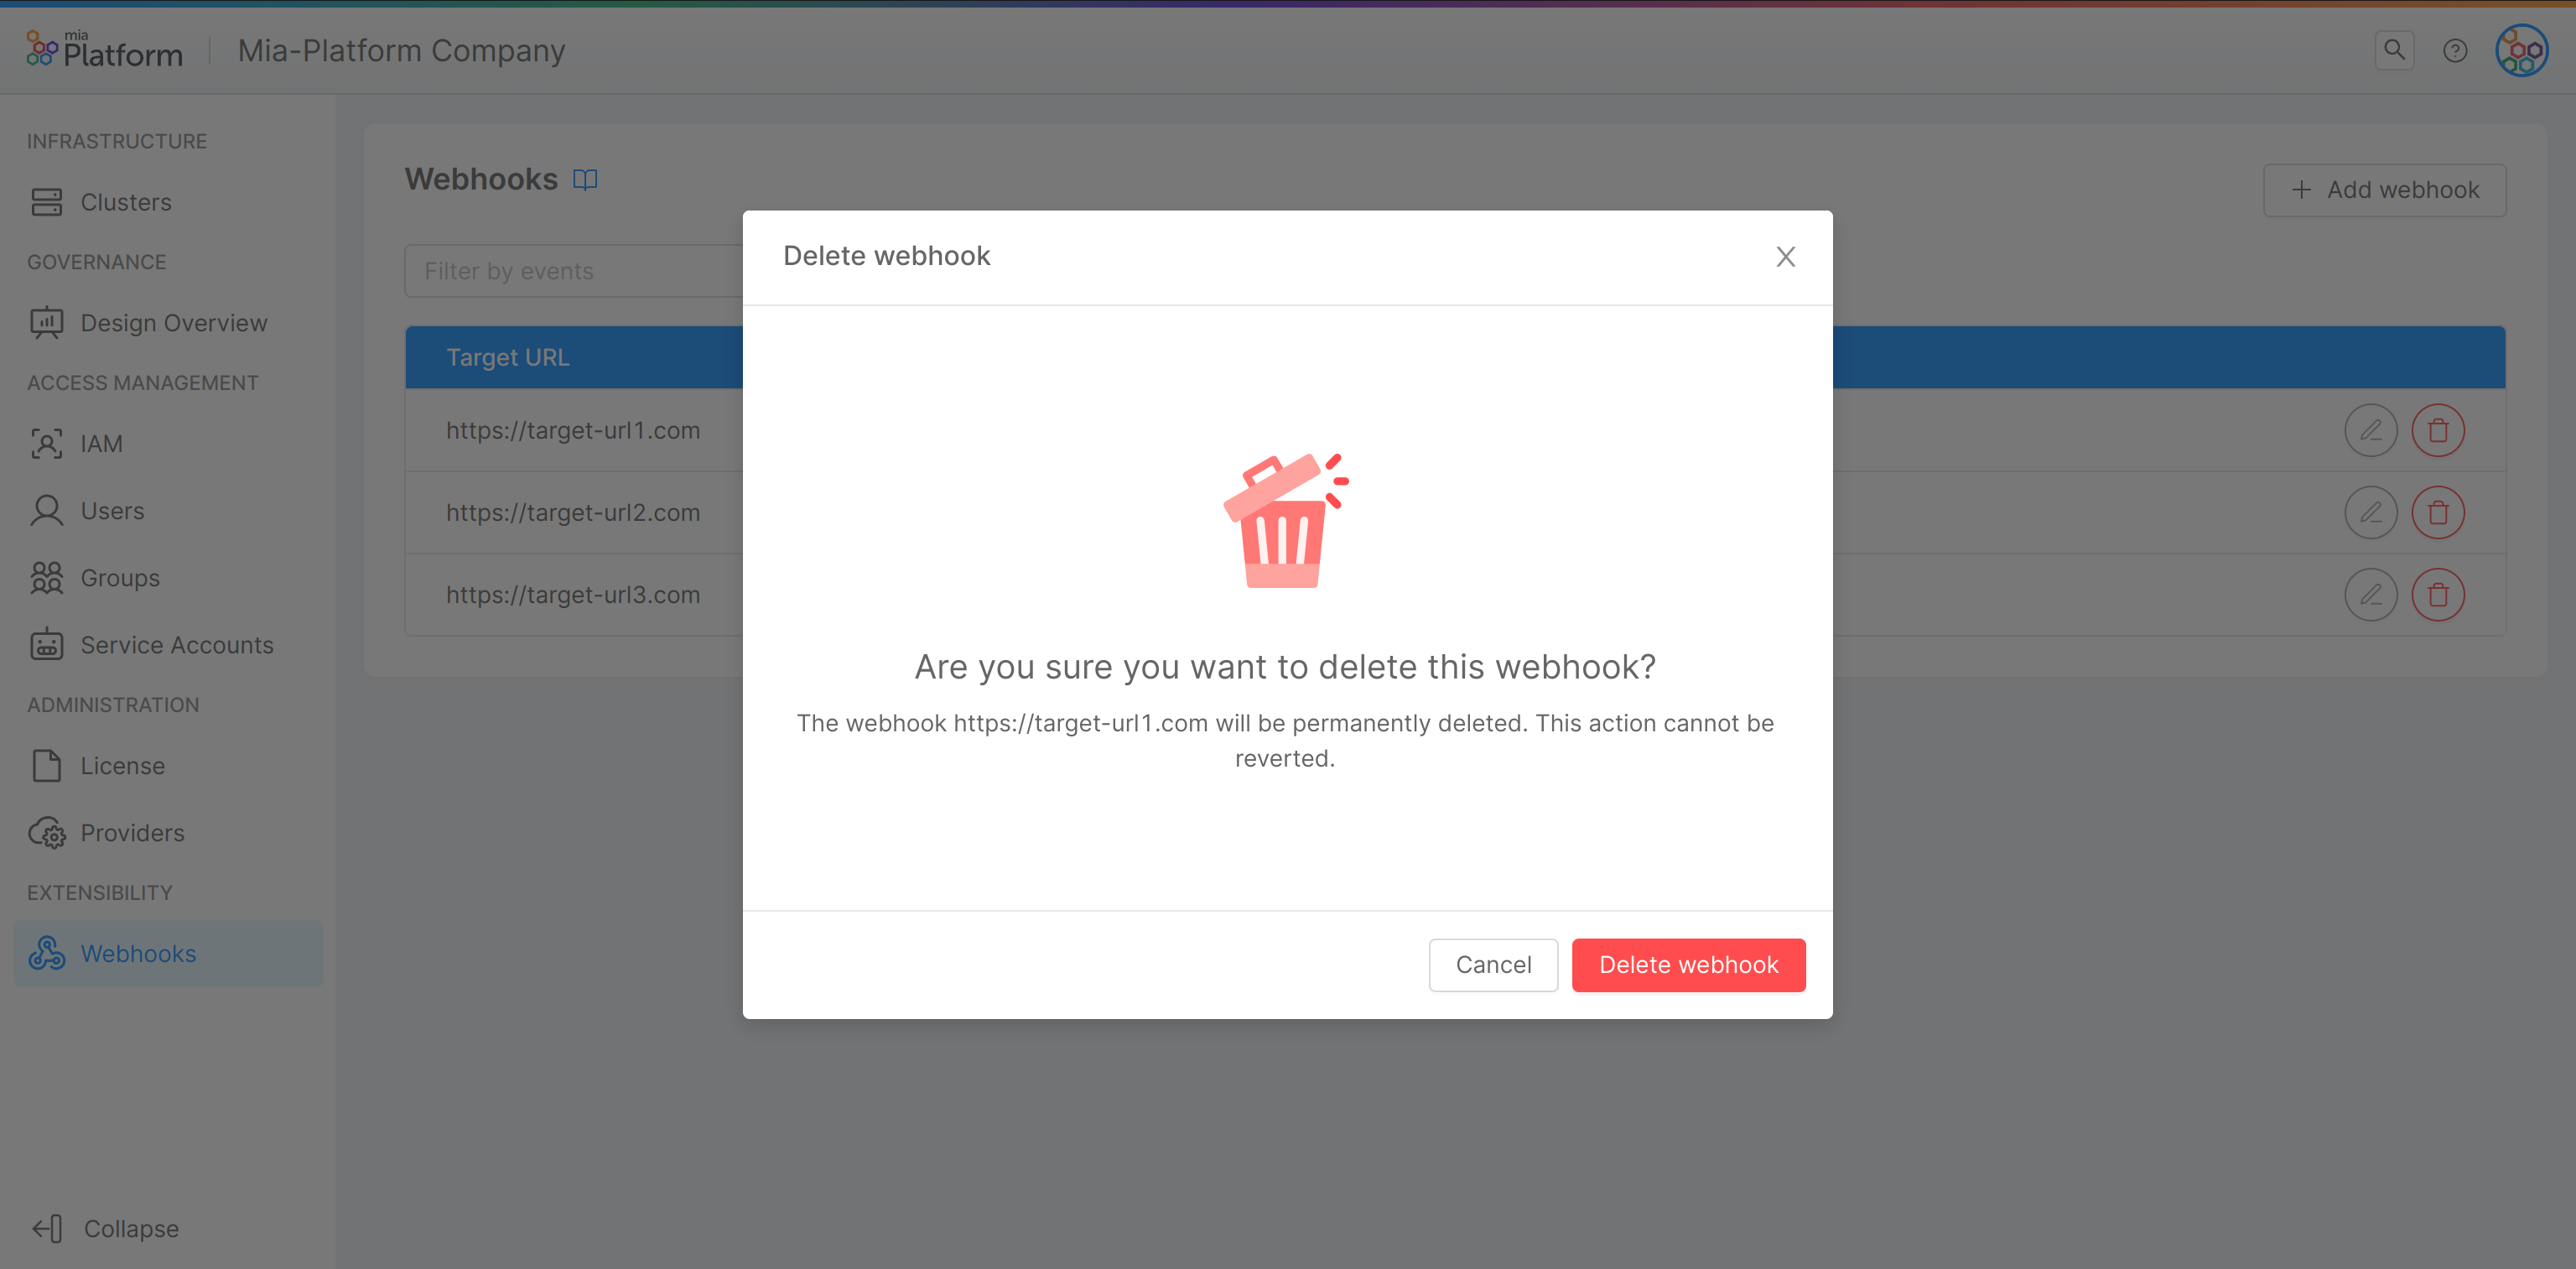 mia
Platform
Mia-Platform Company
INFRASTRUCTURE
Clusters
GOVERNANCE
Design Overview
ACCESS MANAGEMENT
IAM
Users
Groups
Service Accounts
ADMINISTRATION
License
Providers
EXTENSIBILITY
Webhooks
Collapse
Webhooks
Add webhook
Filter by events
Target URL
https://target-url1.com
https://target-url2.com
https://target-url3.com
Delete webhook
Are you sure you want to delete this webhook?
The webhook https://target-url1.com will be permanently deleted. This action cannot be
reverted.
Cancel
Delete webhook